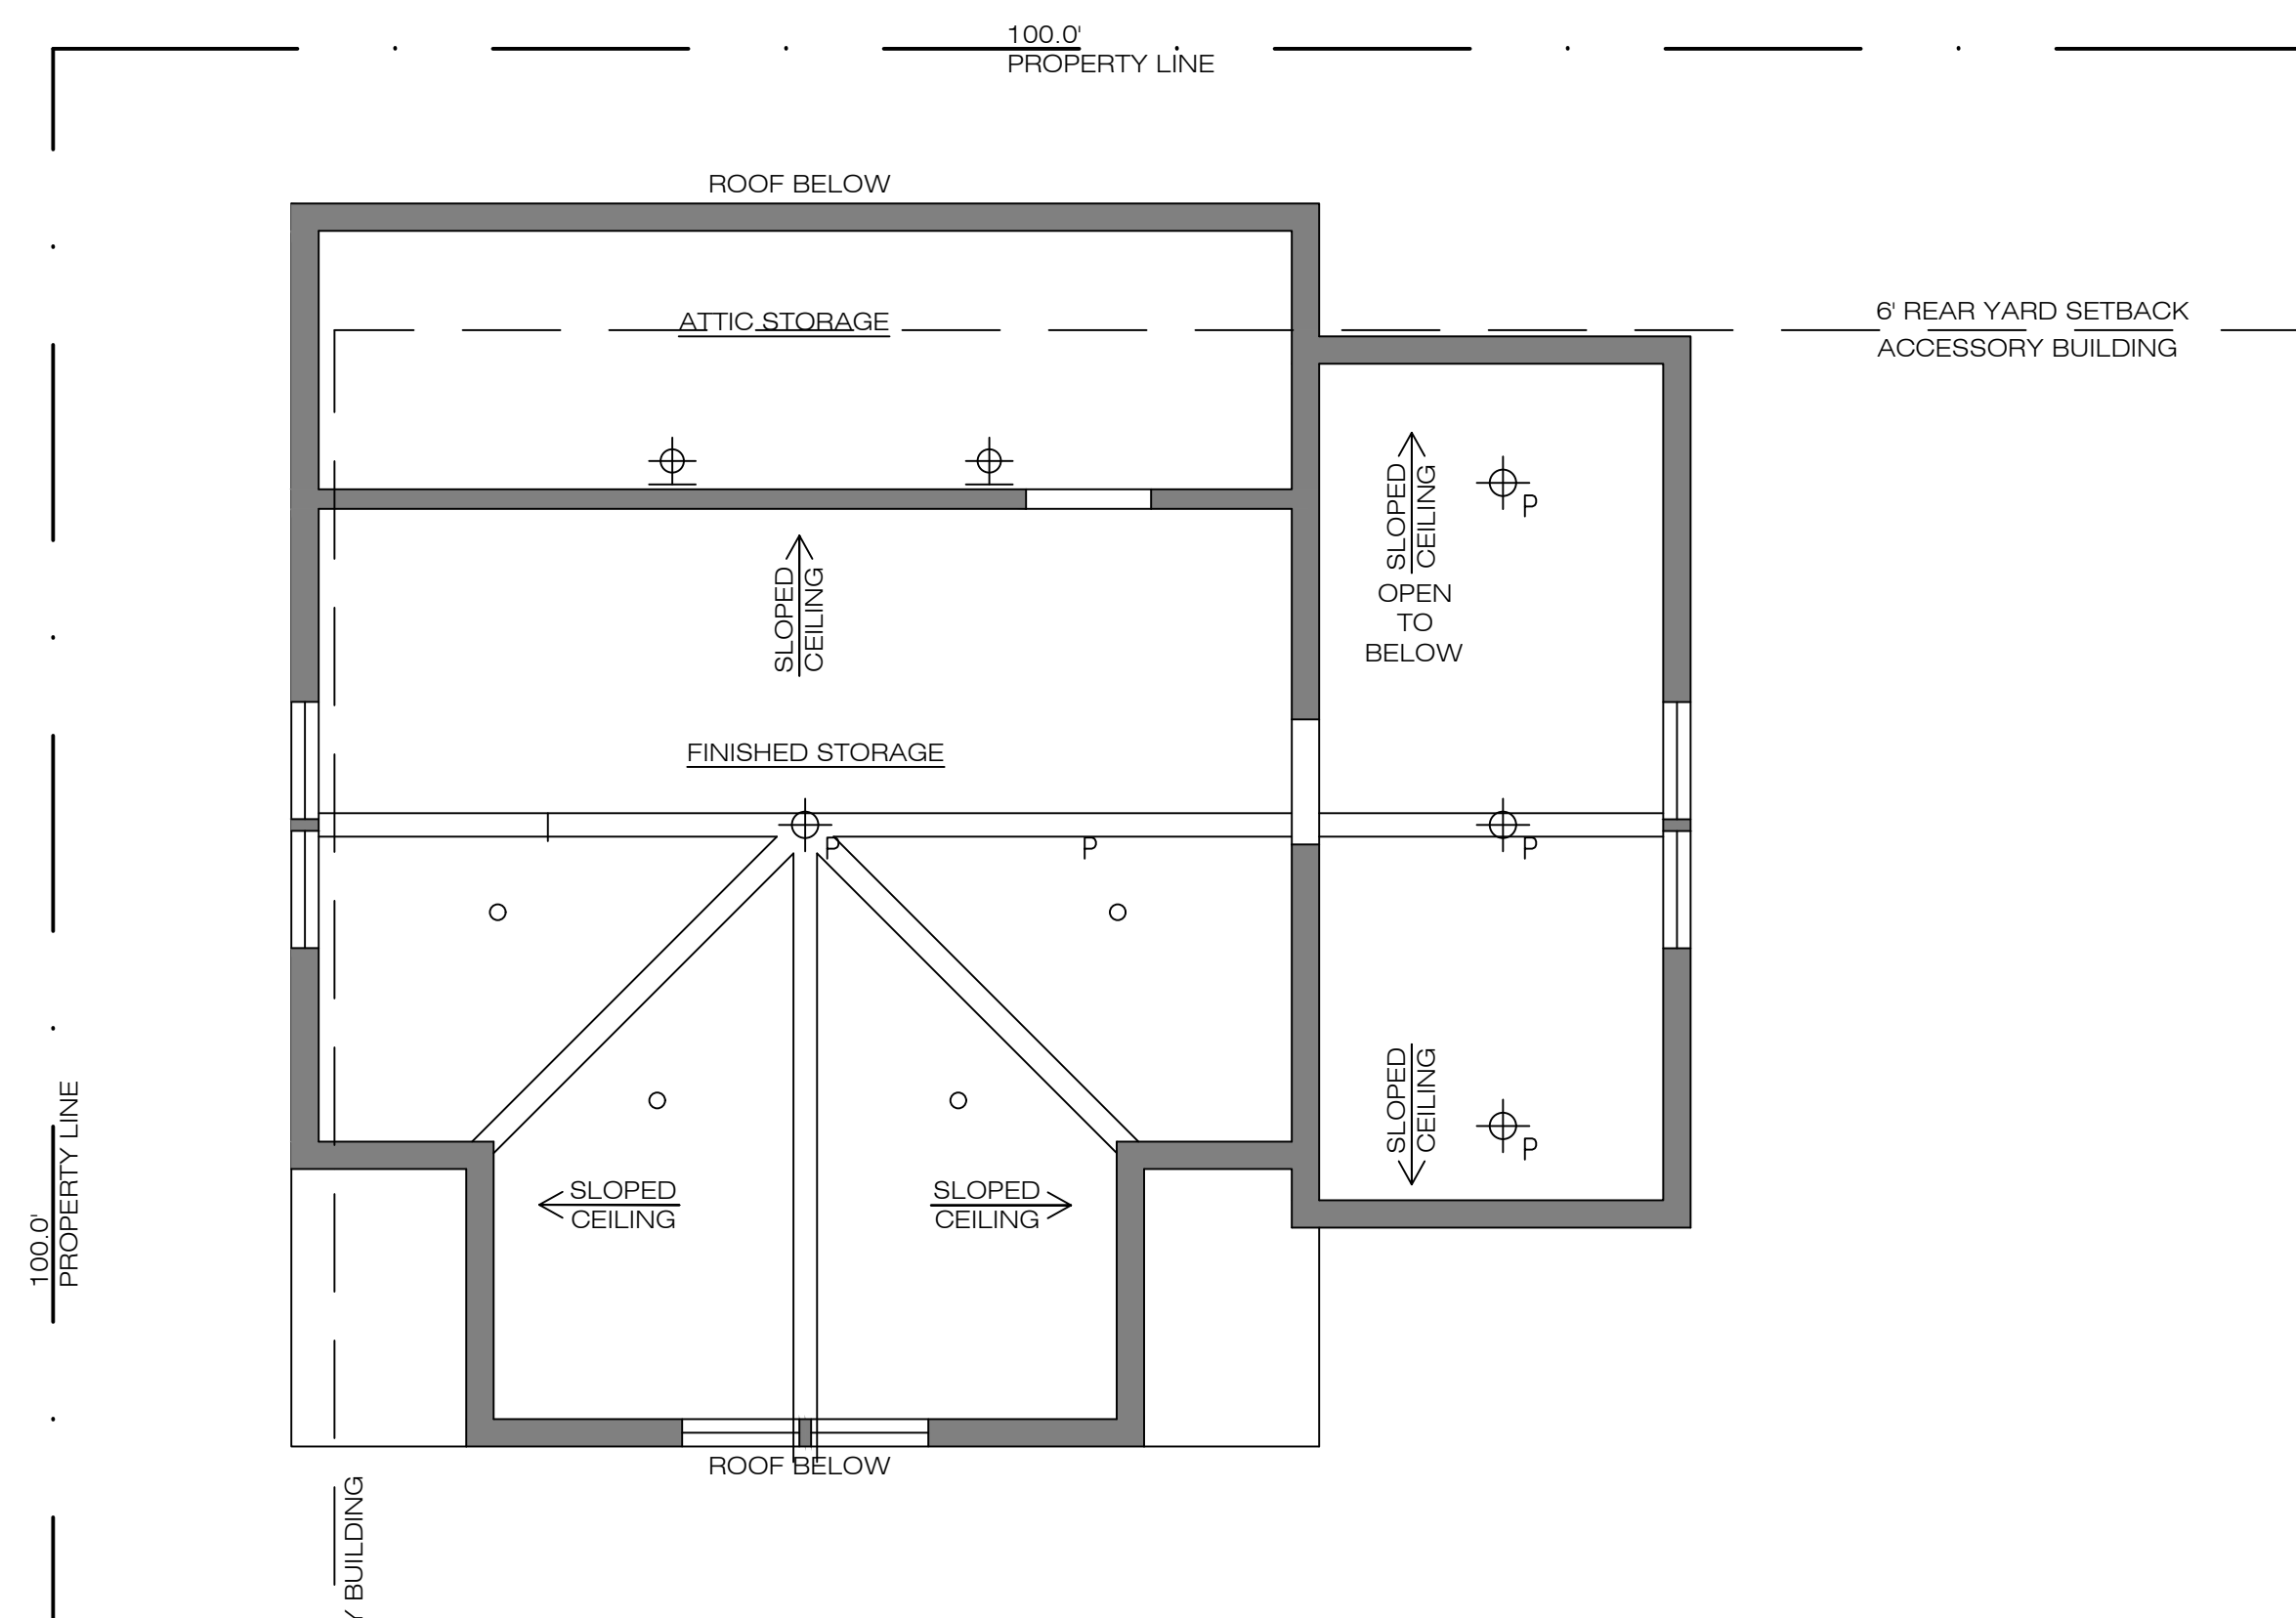 100.0'
PROPERTY LINE
ROOF BELOW
6' REAR YARD SETBACK
ACCESSORY BUILDING
ATTIC STORAGE
SLOPED
CEILING
P
SLOPED
CEILING
OPEN
TO
BELOW
FINISHED STORAGE
P
P
P
SLOPED
CEILING
P
SLOPED
CEILING
SLOPED
CEILING
100.0'
PROPERTY LINE
ROOF BELOW
Y BUILDING